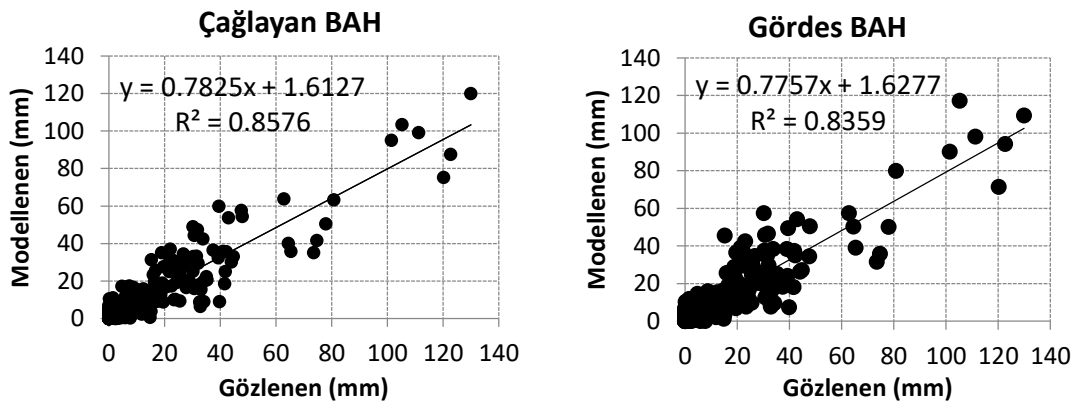 Çağlayan BAH
y = 0.7825x + 1.6127
R² = 0.8576
Modellenen (mm)
140
120
100
80
60
40
20
0
0 20 40 60 80 100 120 140
Gözlenen (mm)
Gördes BAH
y = 0.7757x + 1.6277
R² = 0.8359
Modellenen (mm)
140
120
100
80
60
40
20
0
0 20 40 60 80 100 120 140
Gözlenen (mm)